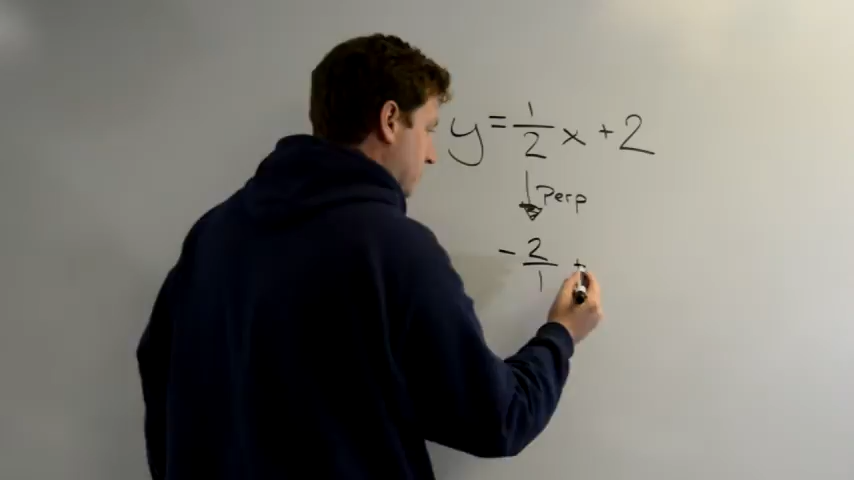 y = 1/2 x + 2
Perp
- 2/1